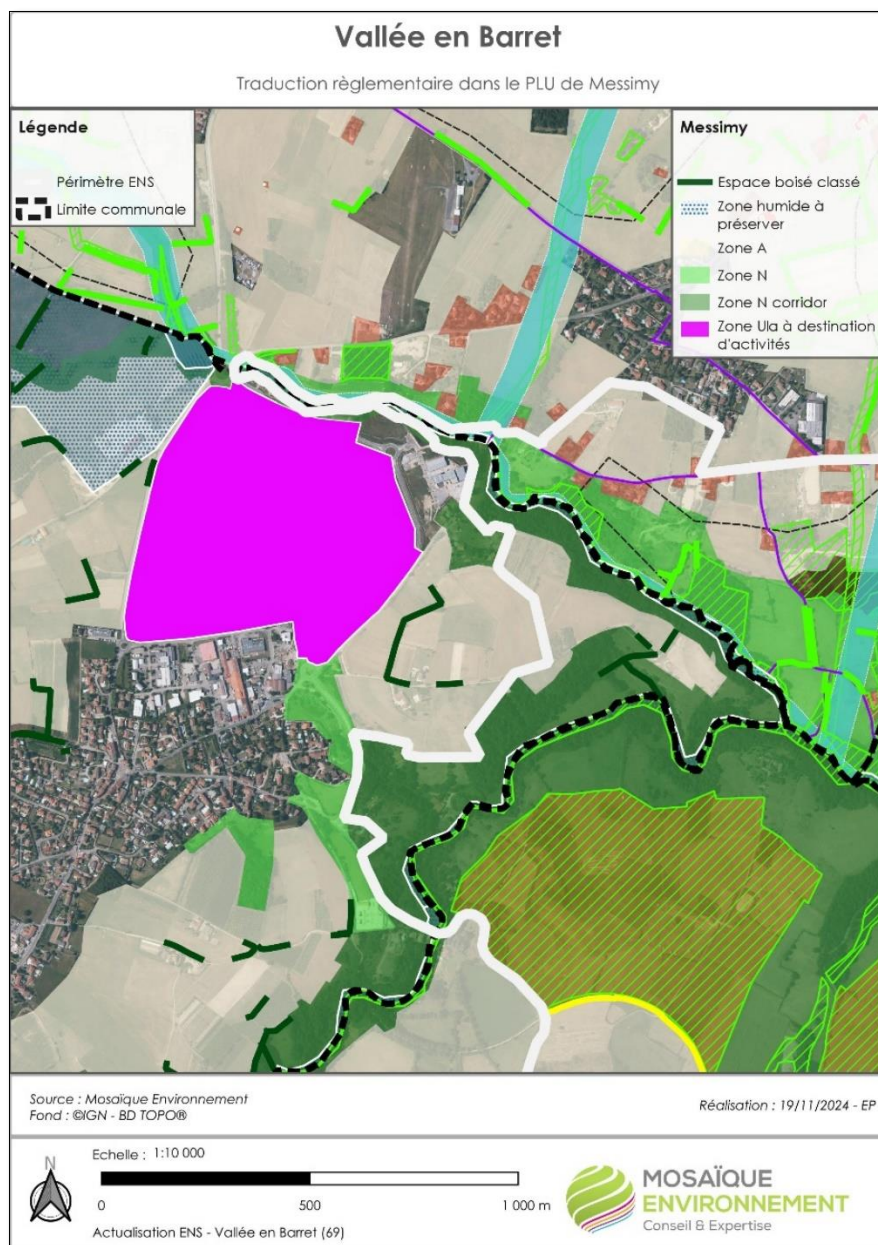 Vallée en Barret
Traduction règlementaire dans le PLU de Messimy
Légende
Périmètre ENS
Limite communale
Messimy
Espace boisé classé
Zone humide à
préserver
Zone A
Zone N
Zone N corridor
Zone UIa à destination
d'activités
Source : Mosaïque Environnement
Fond : ©IGN - BD TOPO®
Réalisation : 19/11/2024 - EP
N
Echelle : 1:10 000
0 500 1 000 m
Actualisation ENS - Vallée en Barret (69)
MOSAÏQUE
ENVIRONNEMENT
Conseil & Expertise